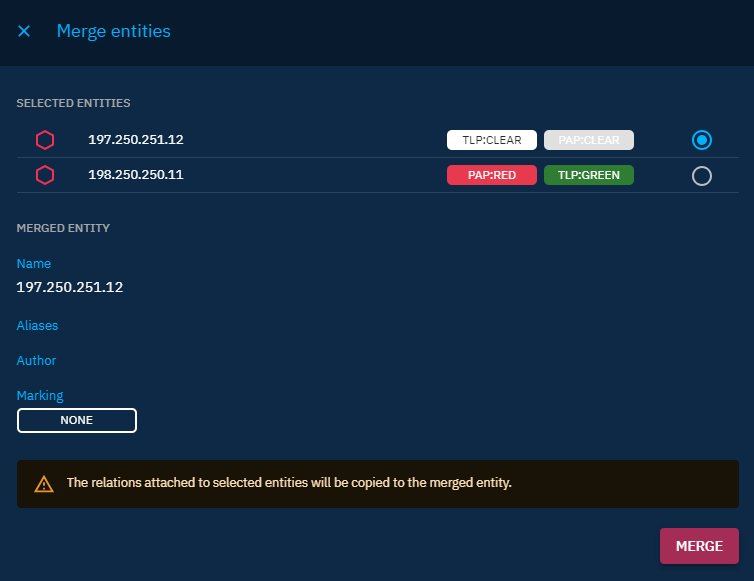 Merge entities
SELECTED ENTITIES
197.250.251.12 TLP:CLEAR PAP:CLEAR
198.250.250.11 PAP:RED TLP:GREEN
MERGED ENTITY
Name
197.250.251.12
Aliases
Author
Marking
NONE
The relations attached to selected entities will be copied to the merged entity.
MERGE